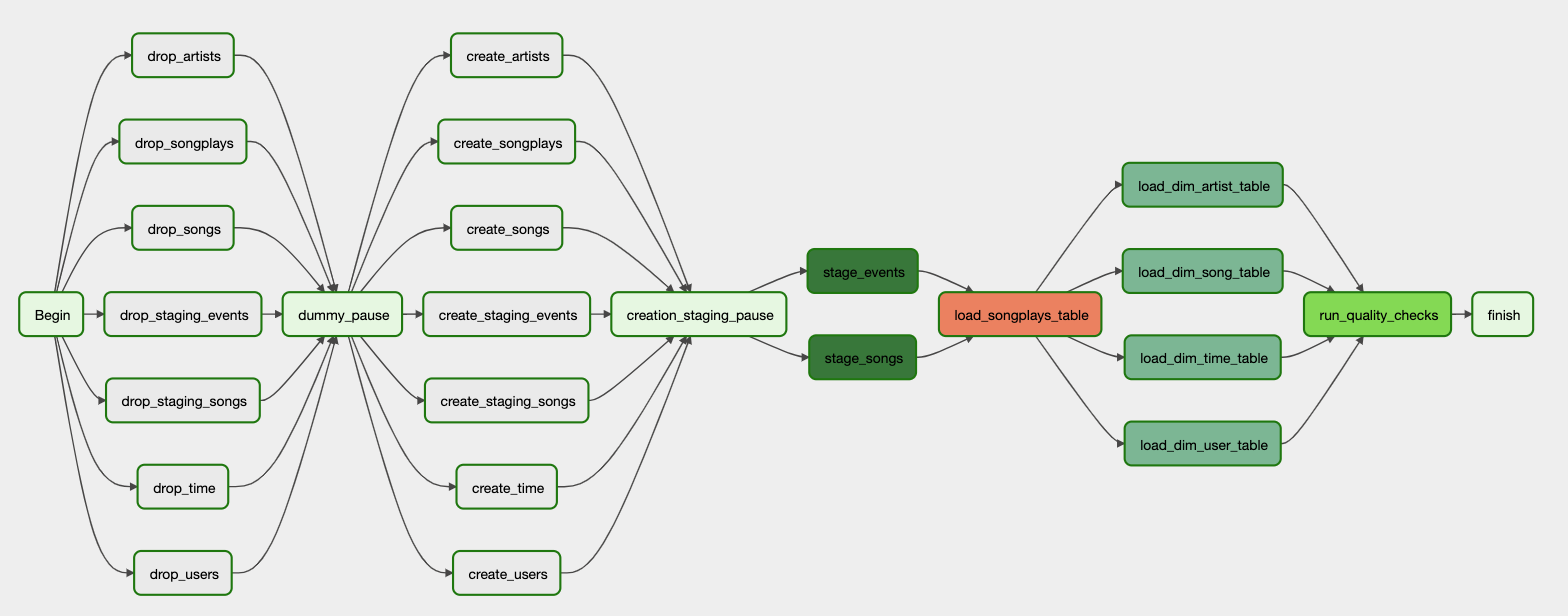 Begin
drop_artists
drop_songplays
drop_songs
drop_staging_events
drop_staging_songs
drop_time
drop_users
dummy_pause
create_artists
create_songplays
create_songs
create_staging_events
create_staging_songs
create_time
create_users
creation_staging_pause
stage_events
stage_songs
load_songplays_table
load_dim_artist_table
load_dim_song_table
load_dim_time_table
load_dim_user_table
run_quality_checks
finish